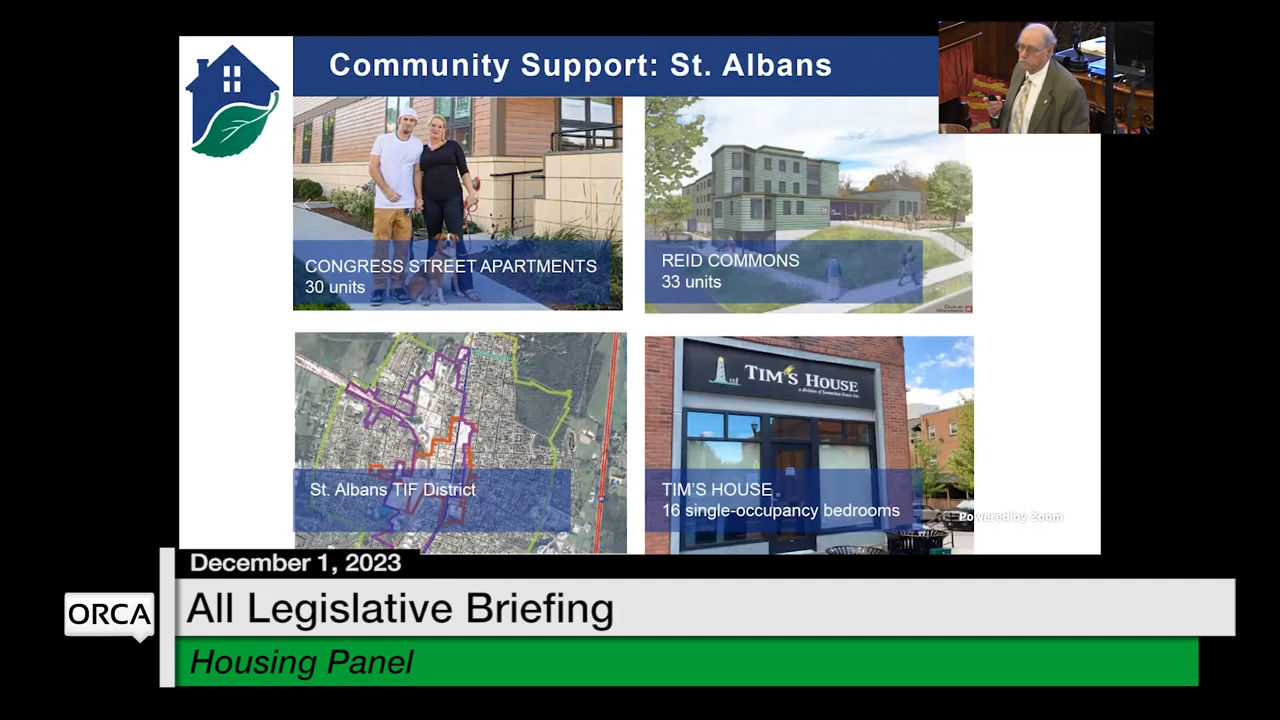 Community Support: St. Albans
CONGRESS STREET APARTMENTS
30 units
REID COMMONS
33 units
St. Albans TIF District
TIM'S HOUSE
TIM'S HOUSE
16 single-occupancy bedrooms
Powered by Zoom
December 1, 2023
ORCA
All Legislative Briefing
Housing Panel